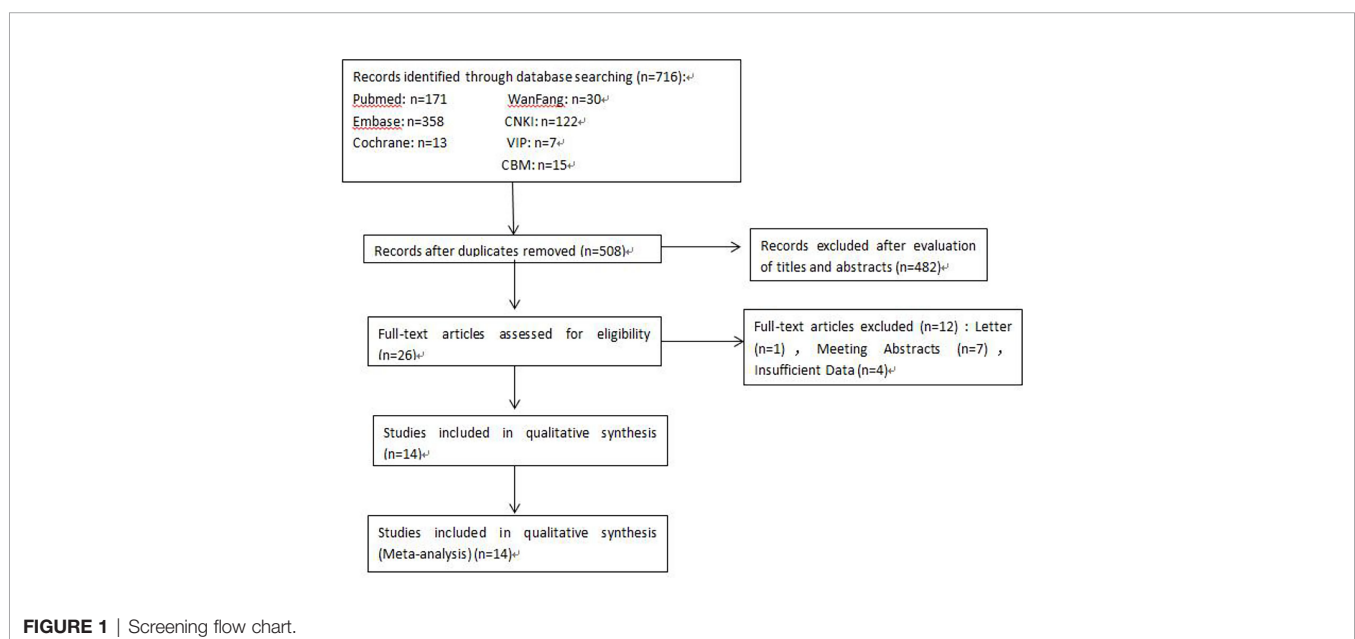 Records identified through database searching (n=716):↵
Pubmed: n=171 WanFang: n=30↵
Embase: n=358 CNKI: n=122↵
Cochrane: n=13 VIP: n=7↵
CBM: n=15↵
Records after duplicates removed (n=508)↵
Records excluded after evaluation
of titles and abstracts (n=482)↵
Full-text articles assessed for eligibility
(n=26)↵
Full-text articles excluded (n=12) : Letter
(n=1) , Meeting Abstracts (n=7) ,
Insufficient Data (n=4)↵
Studies included in qualitative synthesis
(n=14)↵
Studies included in qualitative synthesis
(Meta-analysis) (n=14)↵
FIGURE 1 | Screening flow chart.